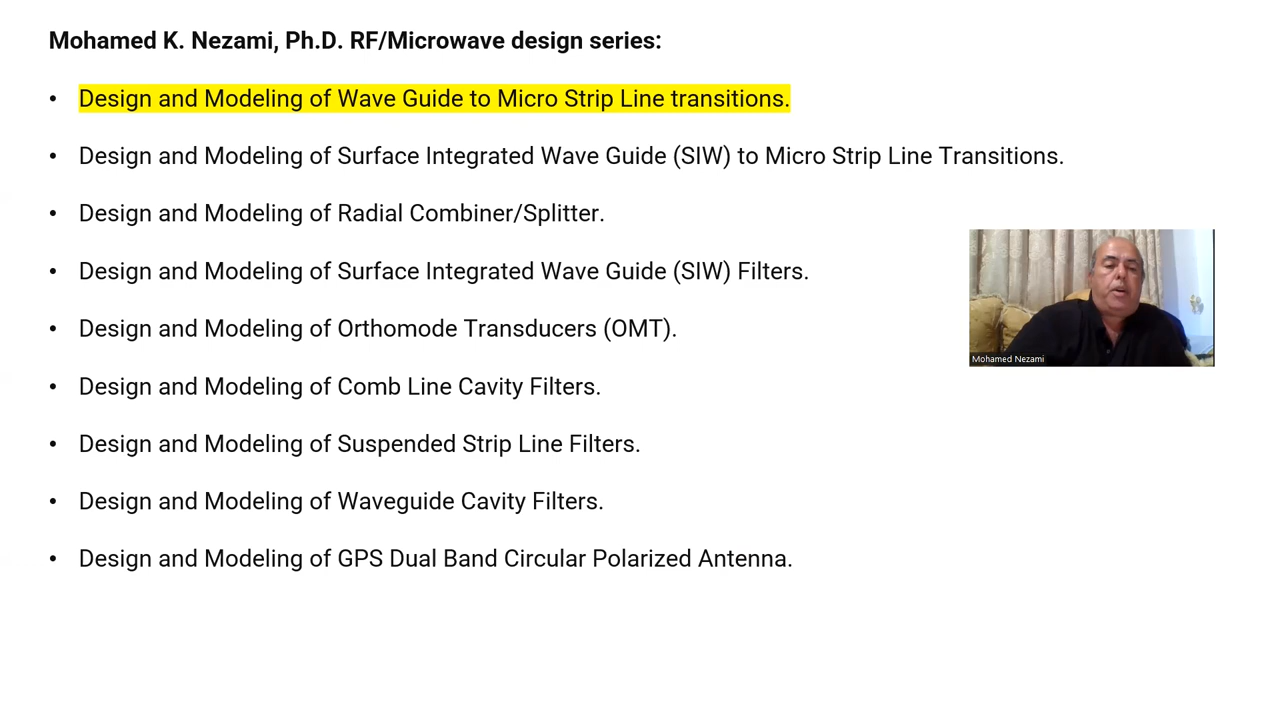 Mohamed K. Nezami, Ph.D. RF/Microwave design series:
• Design and Modeling of Wave Guide to Micro Strip Line transitions.
• Design and Modeling of Surface Integrated Wave Guide (SIW) to Micro Strip Line Transitions.
• Design and Modeling of Radial Combiner/Splitter.
• Design and Modeling of Surface Integrated Wave Guide (SIW) Filters.
• Design and Modeling of Orthomode Transducers (OMT).
• Design and Modeling of Comb Line Cavity Filters.
• Design and Modeling of Suspended Strip Line Filters.
• Design and Modeling of Waveguide Cavity Filters.
• Design and Modeling of GPS Dual Band Circular Polarized Antenna.
Mohamed Nezami